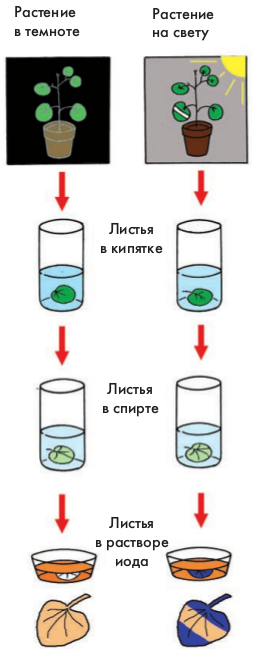 Растение
в темноте
Растение
на свету
Листья
в кипятке
Листья
в спирте
Листья
в растворе
иода